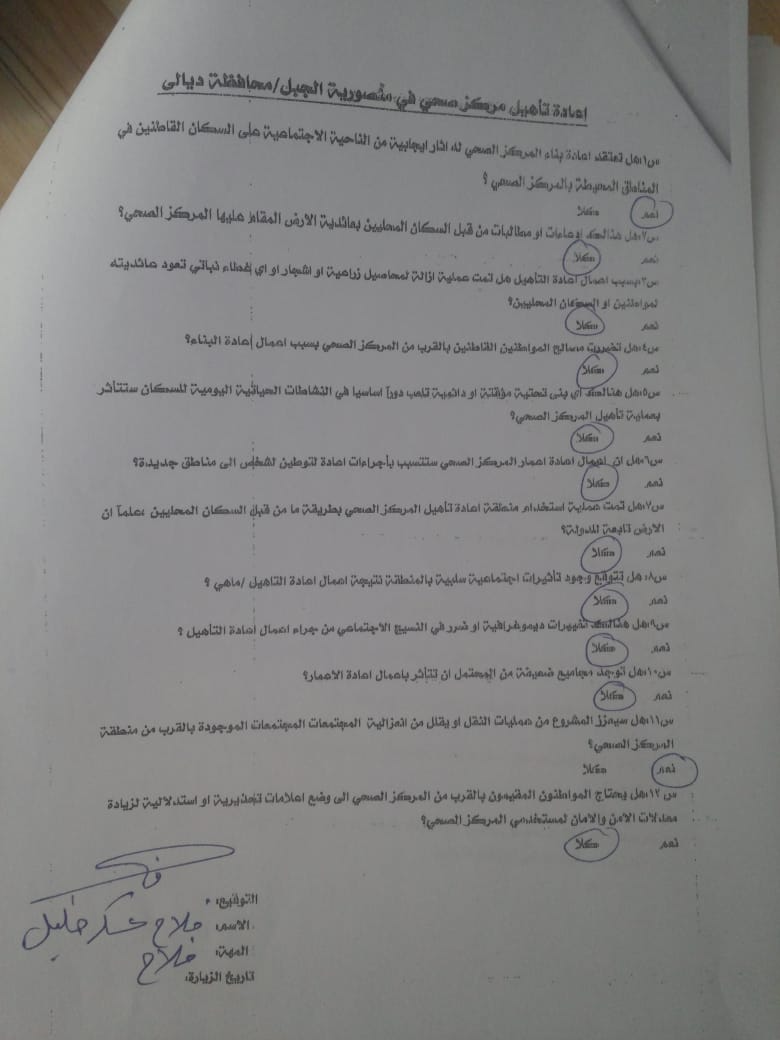 اعادة تأهيل مركز صحي في منصورية الجبل/محافظة ديالى
س١:هل تعتقد اعادة بناء المركز الصحي له اثار ايجابية من الناحية الاجتماعية على السكان القاطنين في
المناطق المحيطة بالمركز الصحي ؟
نعم كلا
س٢:هل هنالك ادعاءات او مطالبات من قبل السكان المحليين بعائدية الارض المقام عليها المركز الصحي؟
نعم كلا
س٣:بسبب اعمال اعادة التأهيل هل تمت عملية ازالة لمحاصيل زراعية او اشجار او اي غطاء نباتي تعود عائديته
لمواطنين او السكان المحليين؟
نعم كلا
س٤:هل تضررت مصالح المواطنين القاطنين بالقرب من المركز الصحي بسبب اعمال اعادة البناء؟
نعم كلا
س٥:هل هنالك اي بنى تحتية مؤقتة او دائمية تلعب دوراً اساسيا في النشاطات الحياتية اليومية للسكان ستتأثر
بعملية تأهيل المركز الصحي؟
نعم كلا
س٦:هل ان اعمال اعادة اعمار المركز الصحي ستتسبب بأجراءات اعادة توطين لشخص الى مناطق جديدة؟
نعم كلا
س٧:هل تمت عملية استخدام منطقة اعادة تأهيل المركز الصحي بطريقة ما من قبل السكان المحليين ,علماً ان
الارض تابعة للدولة؟
نعم كلا
س٨:هل تتوقع وجود تأثيرات اجتماعية سلبية بالمنطقة نتيجة اعمال اعادة التاهيل /ماهي ؟
نعم كلا
س٩:هل هنالك تغييرات ديموغرافية او ضرر في النسيج الاجتماعي من جراء اعمال اعادة التأهيل ؟
نعم كلا
س١٠:هل توجد مجاميع ضعيفة من المحتمل ان تتأثر باعمال اعادة الاعمار؟
نعم كلا
س١١:هل سيعزز المشروع من عمليات النقل او يقلل من انعزالية المجتمعات المجتمعات الموجودة بالقرب من منطقة
المركز الصحي؟
نعم كلا
س١٢:هل يحتاج المواطنون المقيمون بالقرب من المركز الصحي الى وضع اعلامات تحذيرية او استدلالية لزيادة
معدلات الامن والامان لمستخدمي المركز الصحي؟
نعم كلا
التوقيع:
الاسم: فلاح عسكر خليل
المهنة: فلاح
تاريخ الزيارة: